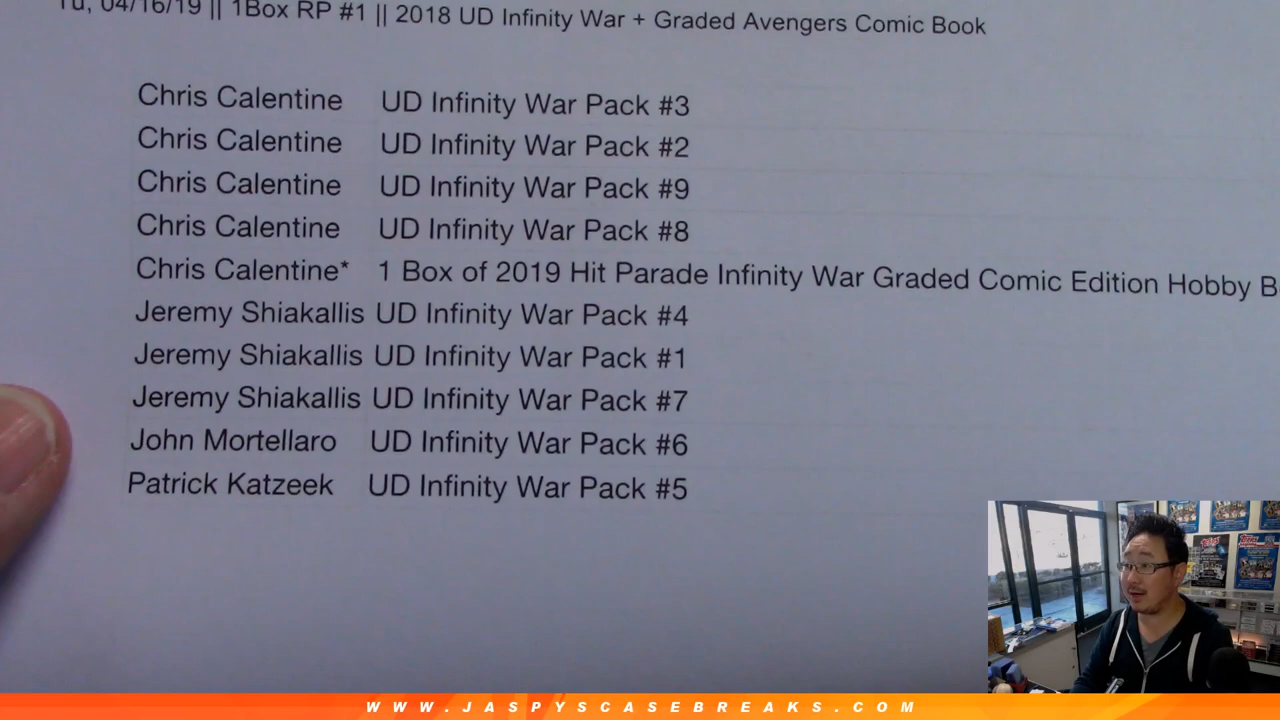 Tu, 04/16/19 || 1Box RP #1 || 2018 UD Infinity War + Graded Avengers Comic Book
Chris Calentine UD Infinity War Pack #3
Chris Calentine UD Infinity War Pack #2
Chris Calentine UD Infinity War Pack #9
Chris Calentine UD Infinity War Pack #8
Chris Calentine* 1 Box of 2019 Hit Parade Infinity War Graded Comic Edition Hobby
Jeremy Shiakallis UD Infinity War Pack #4
Jeremy Shiakallis UD Infinity War Pack #1
Jeremy Shiakallis UD Infinity War Pack #7
John Mortellaro UD Infinity War Pack #6
Patrick Katzeek UD Infinity War Pack #5
WWW.JASPYSCASEBREAKS.COM